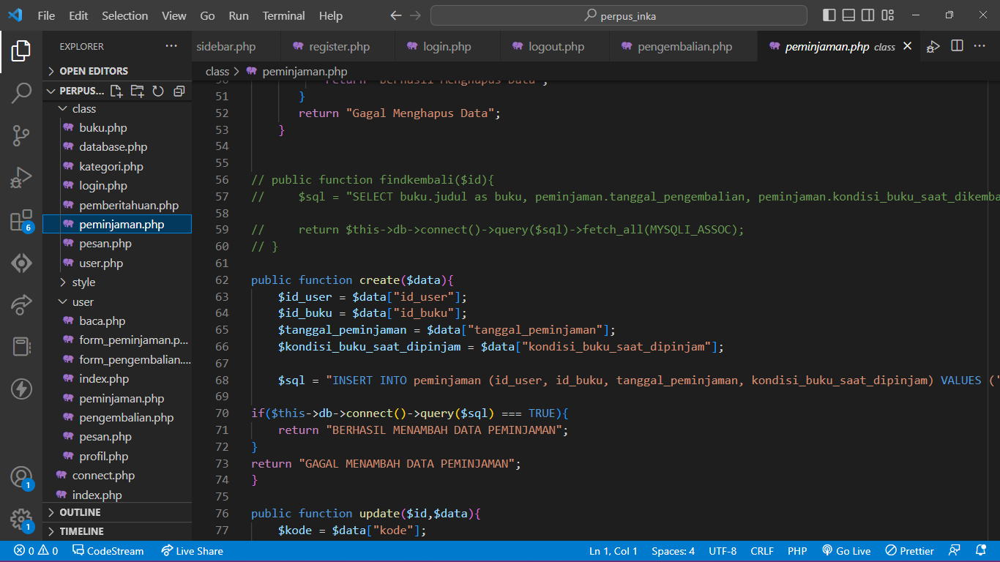 File Edit Selection View Go Run Terminal Help
perpus_inka
EXPLORER
sidebar.php register.php login.php logout.php pengembalian.php peminjaman.php class
OPEN EDITORS
class > peminjaman.php
PERPUS...
class
buku.php
database.php
kategori.php
login.php
pemberitahuan.php
peminjaman.php
pesan.php
user.php
style
user
baca.php
form_peminjaman.p...
form_pengembalian....
index.php
peminjaman.php
pengembalian.php
pesan.php
profil.php
connect.php
index.php
OUTLINE
TIMELINE
6
1
1
50 return "Berhasil Menghapus Data";
51 }
52 return "Gagal Menghapus Data";
53 }
54
55
56 // public function findkembali($id){
57 // $sql = "SELECT buku.judul as buku, peminjaman.tanggal_pengembalian, peminjaman.kondisi_buku_saat_dikemba
58
59 // return $this->db->connect()->query($sql)->fetch_all(MYSQLI_ASSOC);
60 // }
61
62 public function create($data){
63 $id_user = $data["id_user"];
64 $id_buku = $data["id_buku"];
65 $tanggal_peminjaman = $data["tanggal_peminjaman"];
66 $kondisi_buku_saat_dipinjam = $data["kondisi_buku_saat_dipinjam"];
67
68 $sql = "INSERT INTO peminjaman (id_user, id_buku, tanggal_peminjaman, kondisi_buku_saat_dipinjam) VALUES ('
69
70 if($this->db->connect()->query($sql) === TRUE){
71 return "BERHASIL MENAMBAH DATA PEMINJAMAN";
72 }
73 return "GAGAL MENAMBAH DATA PEMINJAMAN";
74 }
75
76 public function update($id,$data){
77 $kode = $data["kode"];
0 0 CodeStream Live Share Ln 1, Col 1 Spaces: 4 UTF-8 CRLF PHP Go Live Prettier